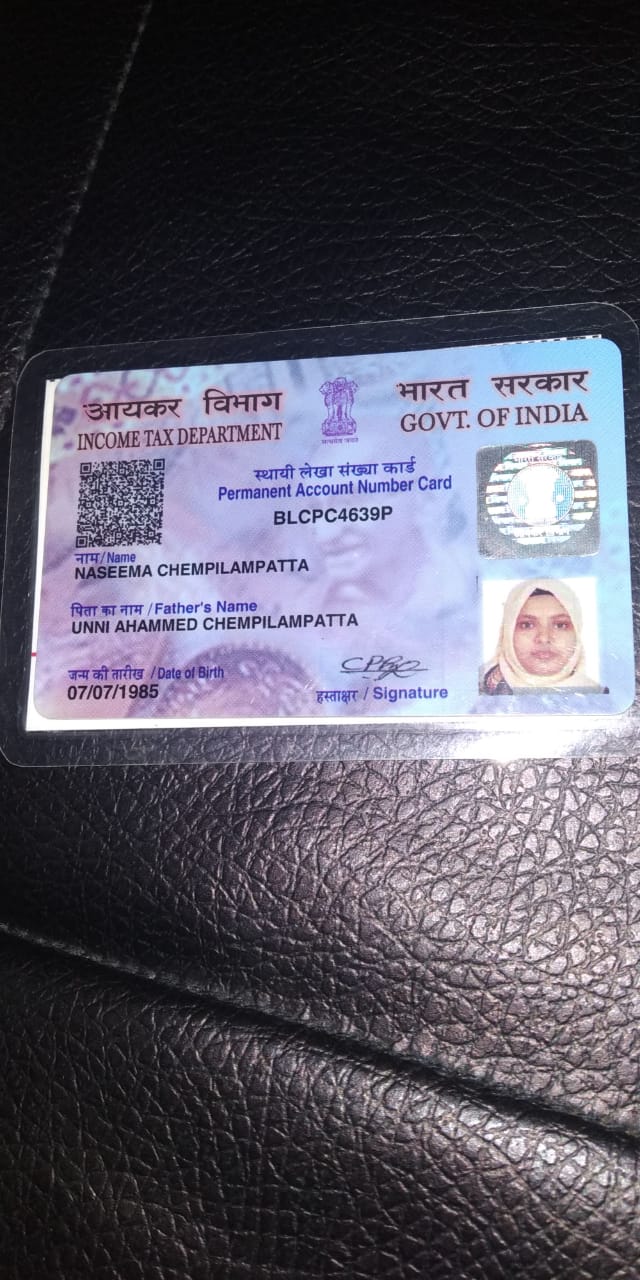 आयकर विभाग
INCOME TAX DEPARTMENT
सत्यमेव जयते
भारत सरकार
GOVT. OF INDIA
स्थायी लेखा संख्या कार्ड
Permanent Account Number Card
BLCPC4639P
नाम/Name
NASEEMA CHEMPILAMPATTA
पिता का नाम /Father's Name
UNNI AHAMMED CHEMPILAMPATTA
जन्म की तारीख /Date of Birth
07/07/1985
हस्ताक्षर / Signature